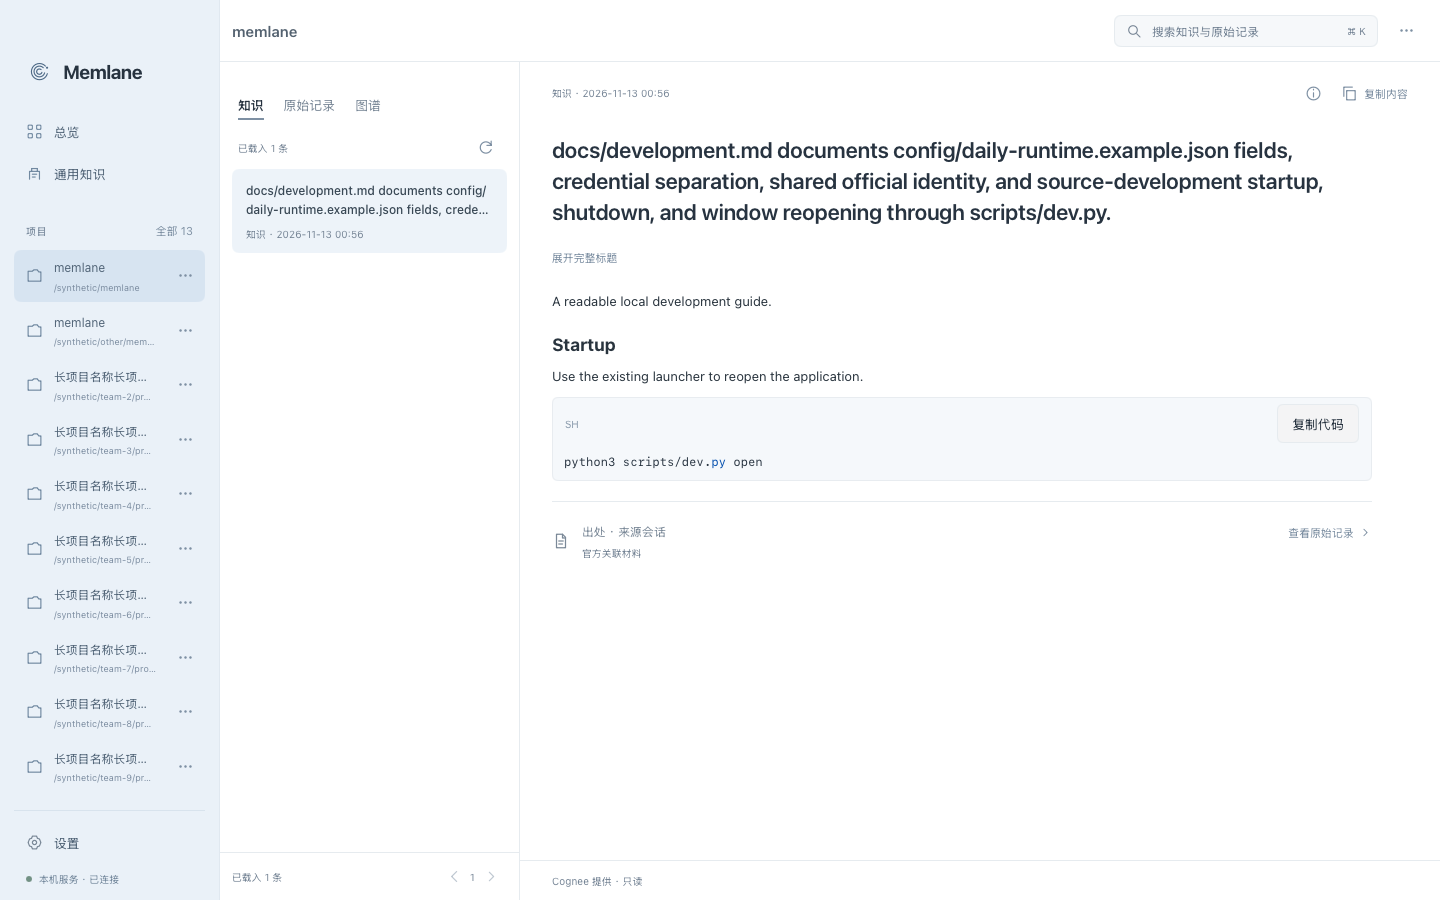 Memlane
总览
通用知识
项目
全部 13
memlane
/synthetic/memlane
memlane
/synthetic/other/mem...
长项目名称长项...
/synthetic/team-2/pr...
长项目名称长项...
/synthetic/team-3/pr...
长项目名称长项...
/synthetic/team-4/pr...
长项目名称长项...
/synthetic/team-5/pr...
长项目名称长项...
/synthetic/team-6/pr...
长项目名称长项...
/synthetic/team-7/pro...
长项目名称长项...
/synthetic/team-8/pr...
长项目名称长项...
/synthetic/team-9/pr...
设置
本机服务 · 已连接
memlane
搜索知识与原始记录
⌘ K
知识
原始记录
图谱
已载入 1 条
docs/development.md documents config/
daily-runtime.example.json fields, crede...
知识 · 2026-11-13 00:56
已载入 1 条
1
知识 · 2026-11-13 00:56
复制内容
docs/development.md documents config/daily-runtime.example.json fields,
credential separation, shared official identity, and source-development startup,
shutdown, and window reopening through scripts/dev.py.
展开完整标题
A readable local development guide.
Startup
Use the existing launcher to reopen the application.
SH
复制代码
python3 scripts/dev.py open
出处 · 来源会话
官方关联材料
查看原始记录
Cognee 提供 · 只读